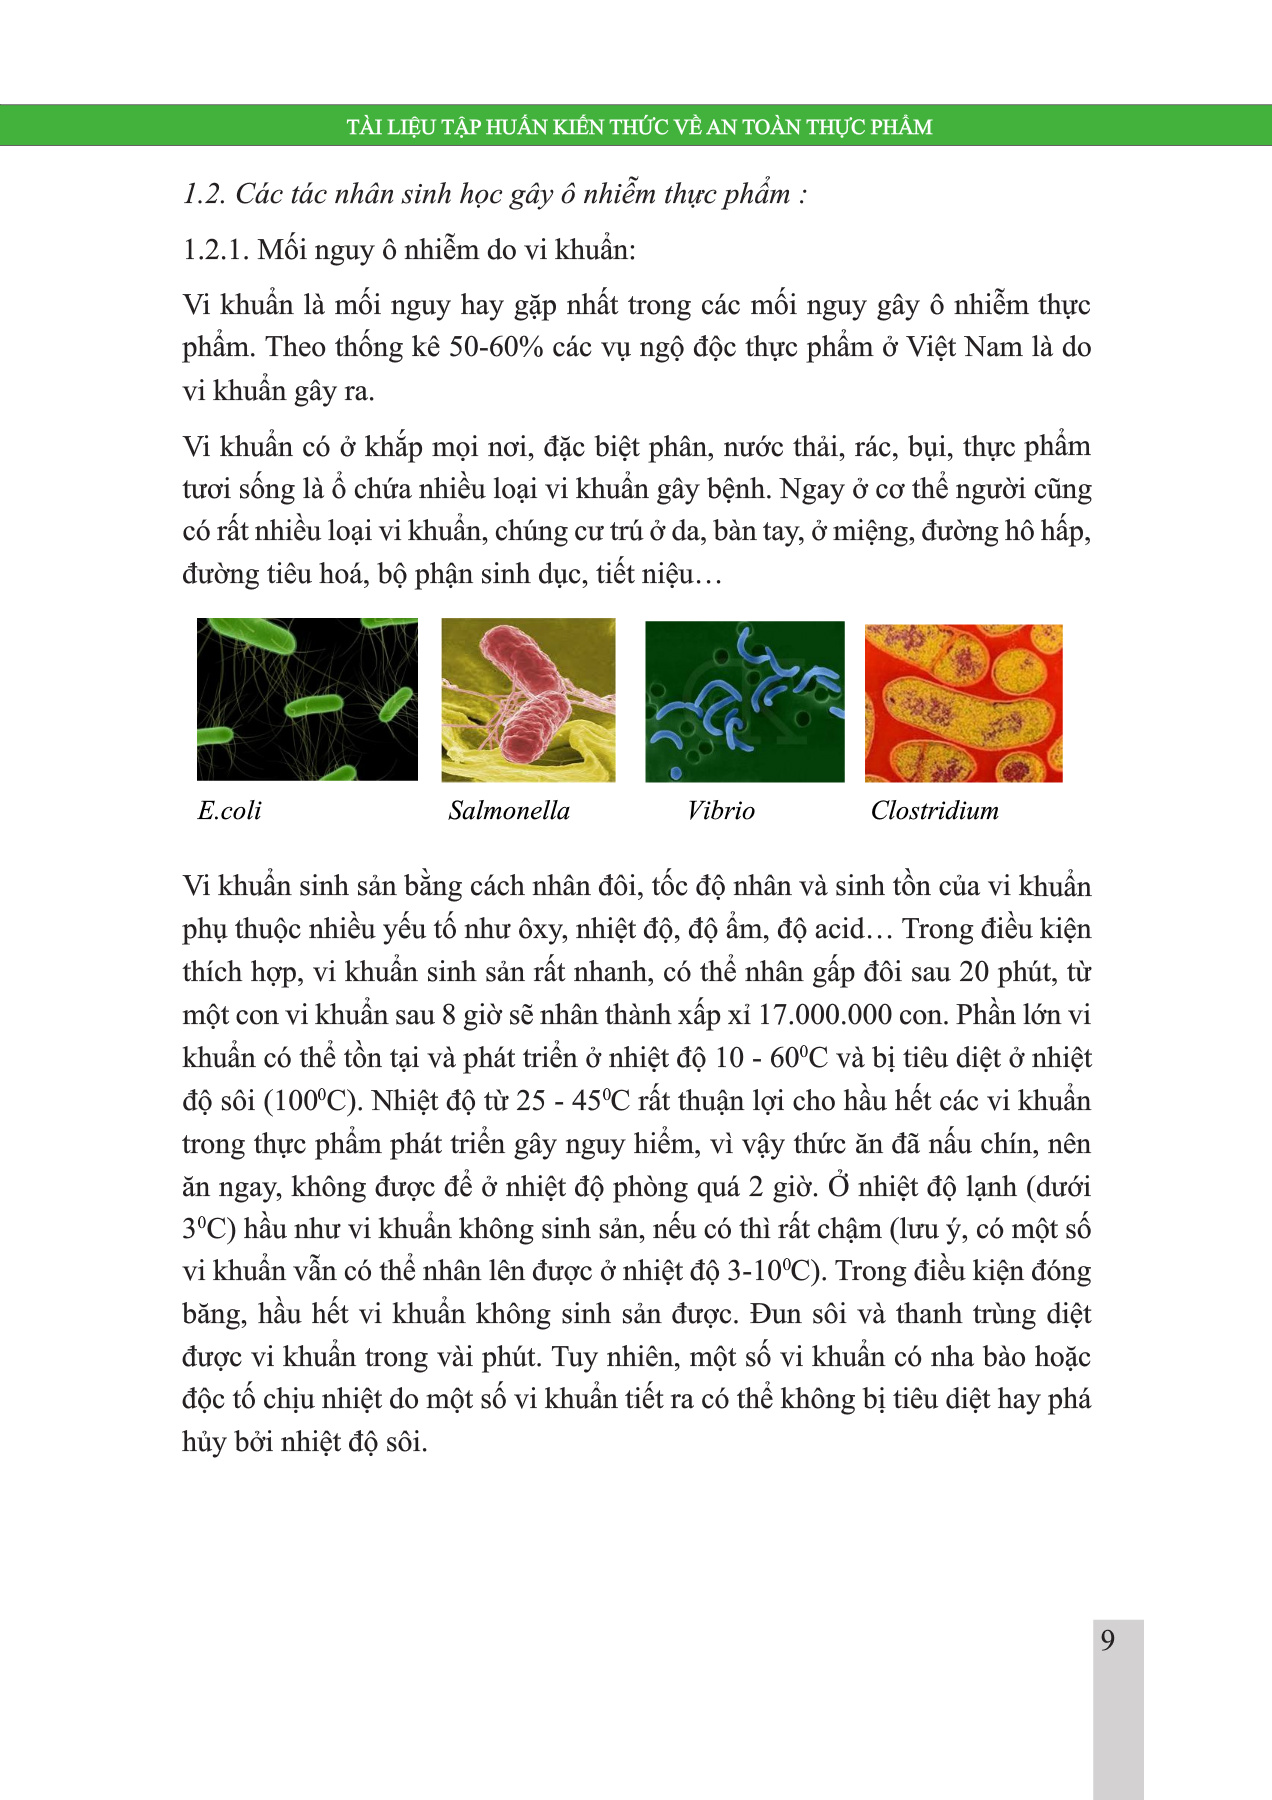 TÀI LIỆU TẬP HUẤN KIẾN THỨC VỀ AN TOÀN THỰC PHẨM
1.2. Các tác nhân sinh học gây ô nhiễm thực phẩm :
1.2.1. Mối nguy ô nhiễm do vi khuẩn:
Vi khuẩn là mối nguy hay gặp nhất trong các mối nguy gây ô nhiễm thực
phẩm. Theo thống kê 50-60% các vụ ngộ độc thực phẩm ở Việt Nam là do
vi khuẩn gây ra.
Vi khuẩn có ở khắp mọi nơi, đặc biệt phân, nước thải, rác, bụi, thực phẩm
tươi sống là ổ chứa nhiều loại vi khuẩn gây bệnh. Ngay ở cơ thể người cũng
có rất nhiều loại vi khuẩn, chúng cư trú ở da, bàn tay, ở miệng, đường hô hấp,
đường tiêu hoá, bộ phận sinh dục, tiết niệu…
E.coli Salmonella Vibrio Clostridium
Vi khuẩn sinh sản bằng cách nhân đôi, tốc độ nhân và sinh tồn của vi khuẩn
phụ thuộc nhiều yếu tố như ôxy, nhiệt độ, độ ẩm, độ acid… Trong điều kiện
thích hợp, vi khuẩn sinh sản rất nhanh, có thể nhân gấp đôi sau 20 phút, từ
một con vi khuẩn sau 8 giờ sẽ nhân thành xấp xỉ 17.000.000 con. Phần lớn vi
khuẩn có thể tồn tại và phát triển ở nhiệt độ 10 - 60⁰C và bị tiêu diệt ở nhiệt
độ sôi (100⁰C). Nhiệt độ từ 25 - 45⁰C rất thuận lợi cho hầu hết các vi khuẩn
trong thực phẩm phát triển gây nguy hiểm, vì vậy thức ăn đã nấu chín, nên
ăn ngay, không được để ở nhiệt độ phòng quá 2 giờ. Ở nhiệt độ lạnh (dưới
3⁰C) hầu như vi khuẩn không sinh sản, nếu có thì rất chậm (lưu ý, có một số
vi khuẩn vẫn có thể nhân lên được ở nhiệt độ 3-10⁰C). Trong điều kiện đóng
băng, hầu hết vi khuẩn không sinh sản được. Đun sôi và thanh trùng diệt
được vi khuẩn trong vài phút. Tuy nhiên, một số vi khuẩn có nha bào hoặc
độc tố chịu nhiệt do một số vi khuẩn tiết ra có thể không bị tiêu diệt hay phá
hủy bởi nhiệt độ sôi.
9